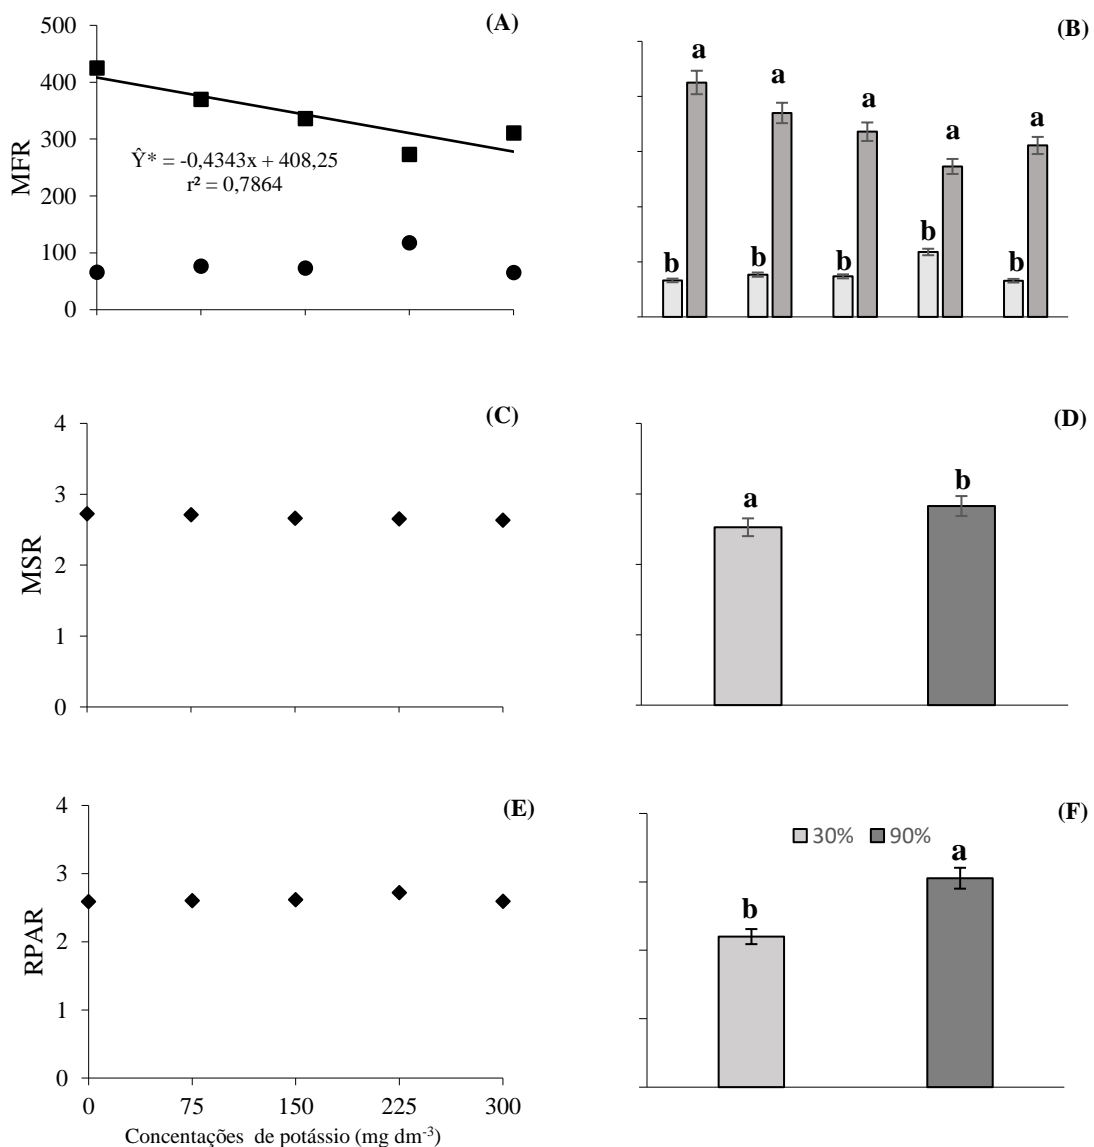 (A)
500
400
300
200
100
0
MFR
Ŷ* = -0,4343x + 408,25
r² = 0,7864
(B)
a
a
a
a
a
b
b
b
b
b
(C)
4
3
2
1
0
MSR
(D)
a
b
(E)
4
3
2
1
0
RPAR
0 75 150 225 300
Concentações de potássio (mg dm-3)
(F)
30% 90%
b
a